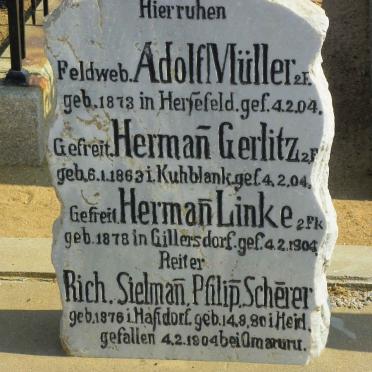 Hier ruhen
Feldweb. Adolf Müller 2.F.
geb. 1873 in Hersfeld. gef. 4.2.04.
Gefreit. Herman̄ Gerlitz 2.F
geb. 6.1.1863 i. Kuhblank. gef. 4.2.04.
Gefreit. Herman̄ Linke 2.Fk
geb. 1878 in Gillersdorf. gef. 4.2.1904
Reiter
Rich. Sielman̄, Philip, Scherer
geb. 1876 i. Haßdorf. geb. 14.8.80 i. Heid.
gefallen 4.2.1904 bei Omaruru.